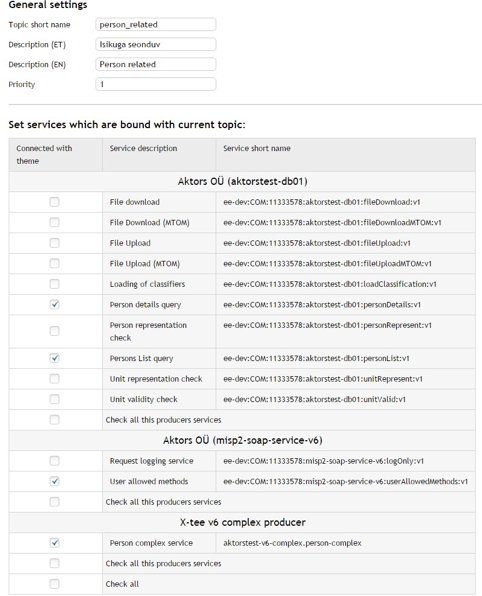 General settings
Topic short name person_related
Description (ET) Isikuga seonduv
Description (EN) Person related
Priority 1
Set services which are bound with current topic:
Connected with theme Service description Service short name
Aktors OÜ (aktorstest-db01)
File download ee-dev:COM:11333578:aktorstest-db01:fileDownload:v1
File Download (MTOM) ee-dev:COM:11333578:aktorstest-db01:fileDownloadMTOM:v1
File Upload ee-dev:COM:11333578:aktorstest-db01:fileUpload:v1
File Upload (MTOM) ee-dev:COM:11333578:aktorstest-db01:fileUploadMTOM:v1
Loading of classifiers ee-dev:COM:11333578:aktorstest-db01:loadClassification:v1
Person details query ee-dev:COM:11333578:aktorstest-db01:personDetails:v1
Person representation check ee-dev:COM:11333578:aktorstest-db01:personRepresent:v1
Persons List query ee-dev:COM:11333578:aktorstest-db01:personList:v1
Unit representation check ee-dev:COM:11333578:aktorstest-db01:unitRepresent:v1
Unit validity check ee-dev:COM:11333578:aktorstest-db01:unitValid:v1
Check all this producers services
Aktors OÜ (misp2-soap-service-v6)
Request logging service ee-dev:COM:11333578:misp2-soap-service-v6:logOnly:v1
User allowed methods ee-dev:COM:11333578:misp2-soap-service-v6:userAllowedMethods:v1
Check all this producers services
X-tee v6 complex producer
Person complex service aktorstest-v6-complex.person-complex
Check all this producers services
Check all